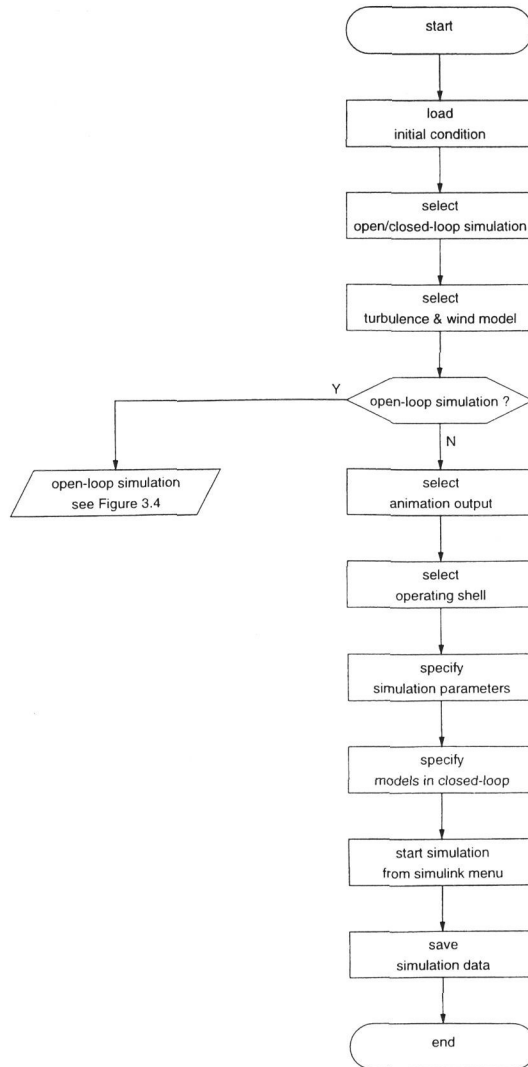 start
load
initial condition
select
open/closed-loop simulation
select
turbulence & wind model
Y
open-loop simulation ?
N
open-loop simulation
see Figure 3.4
select
animation output
select
operating shell
specify
simulation parameters
specify
models in closed-loop
start simulation
from simulink menu
save
simulation data
end